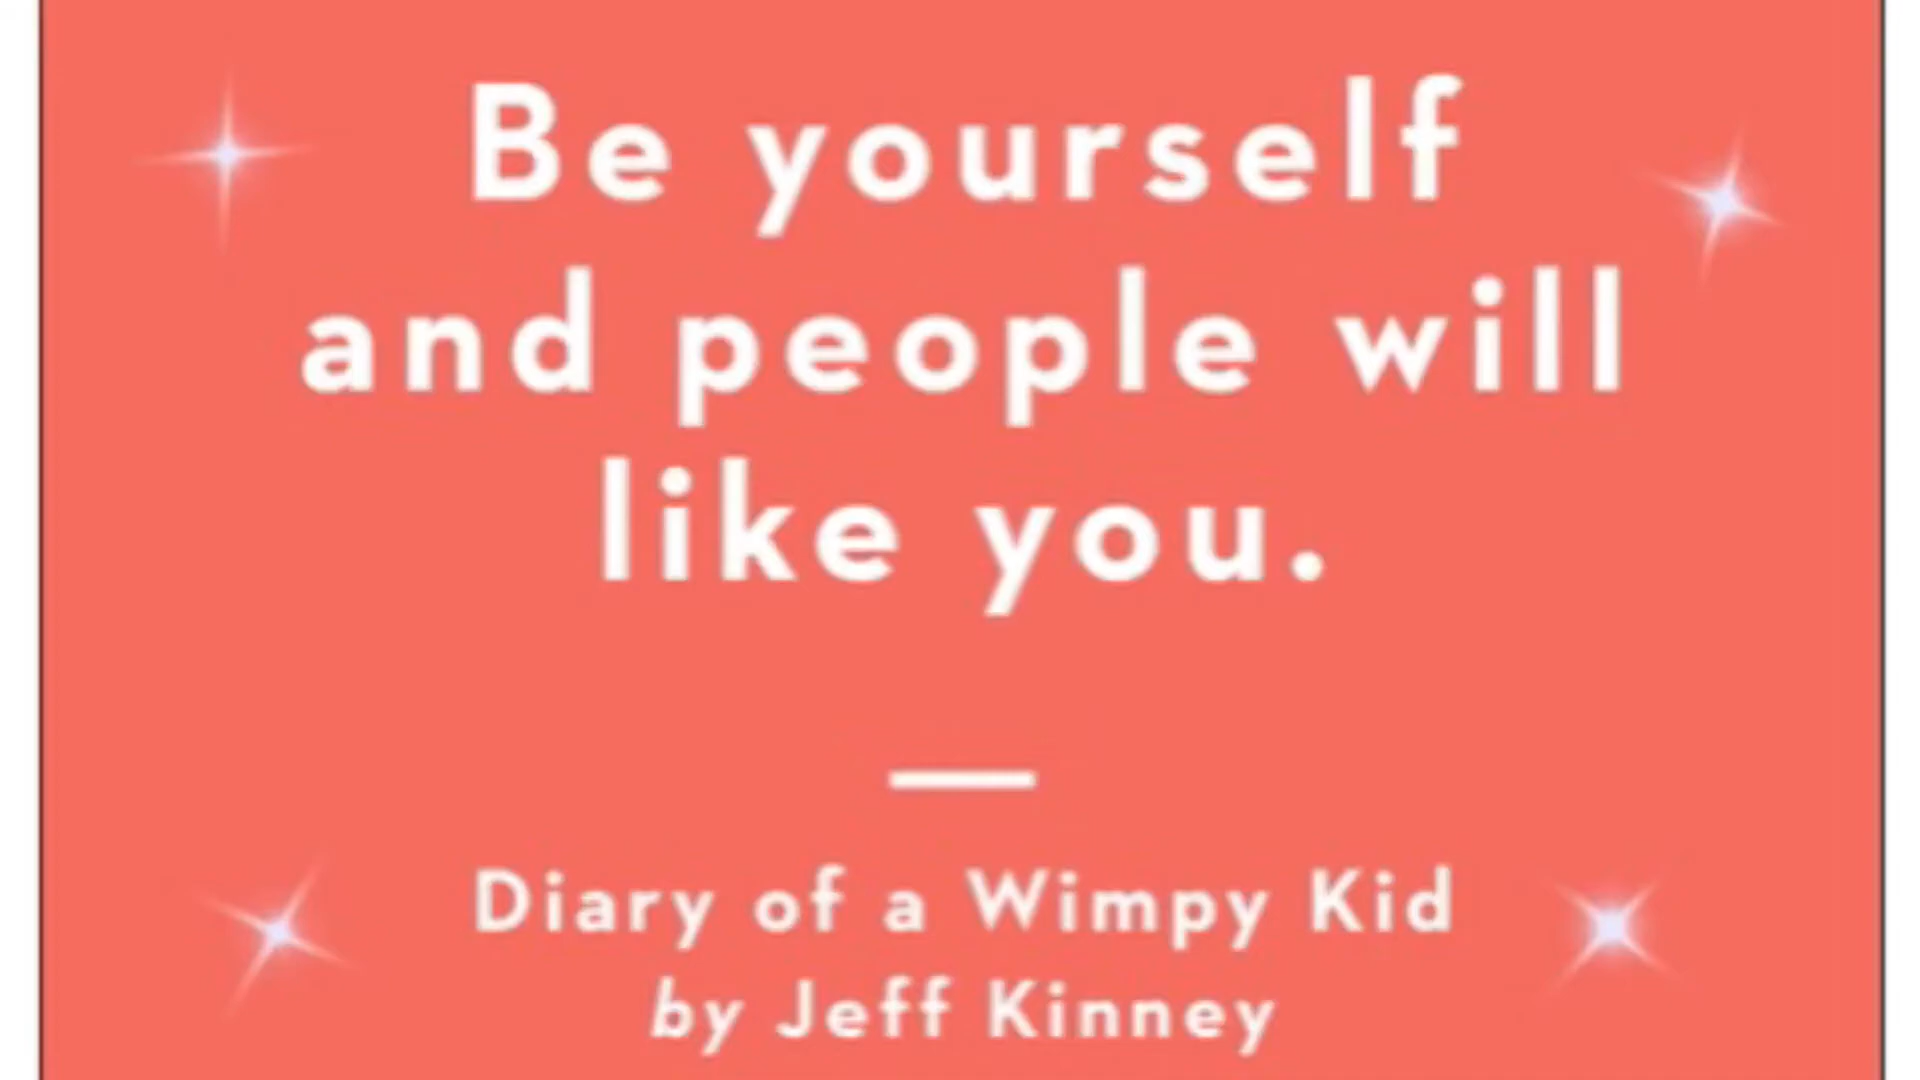 Be yourself
and people will
like you.
Diary of a Wimpy Kid
by Jeff Kinney